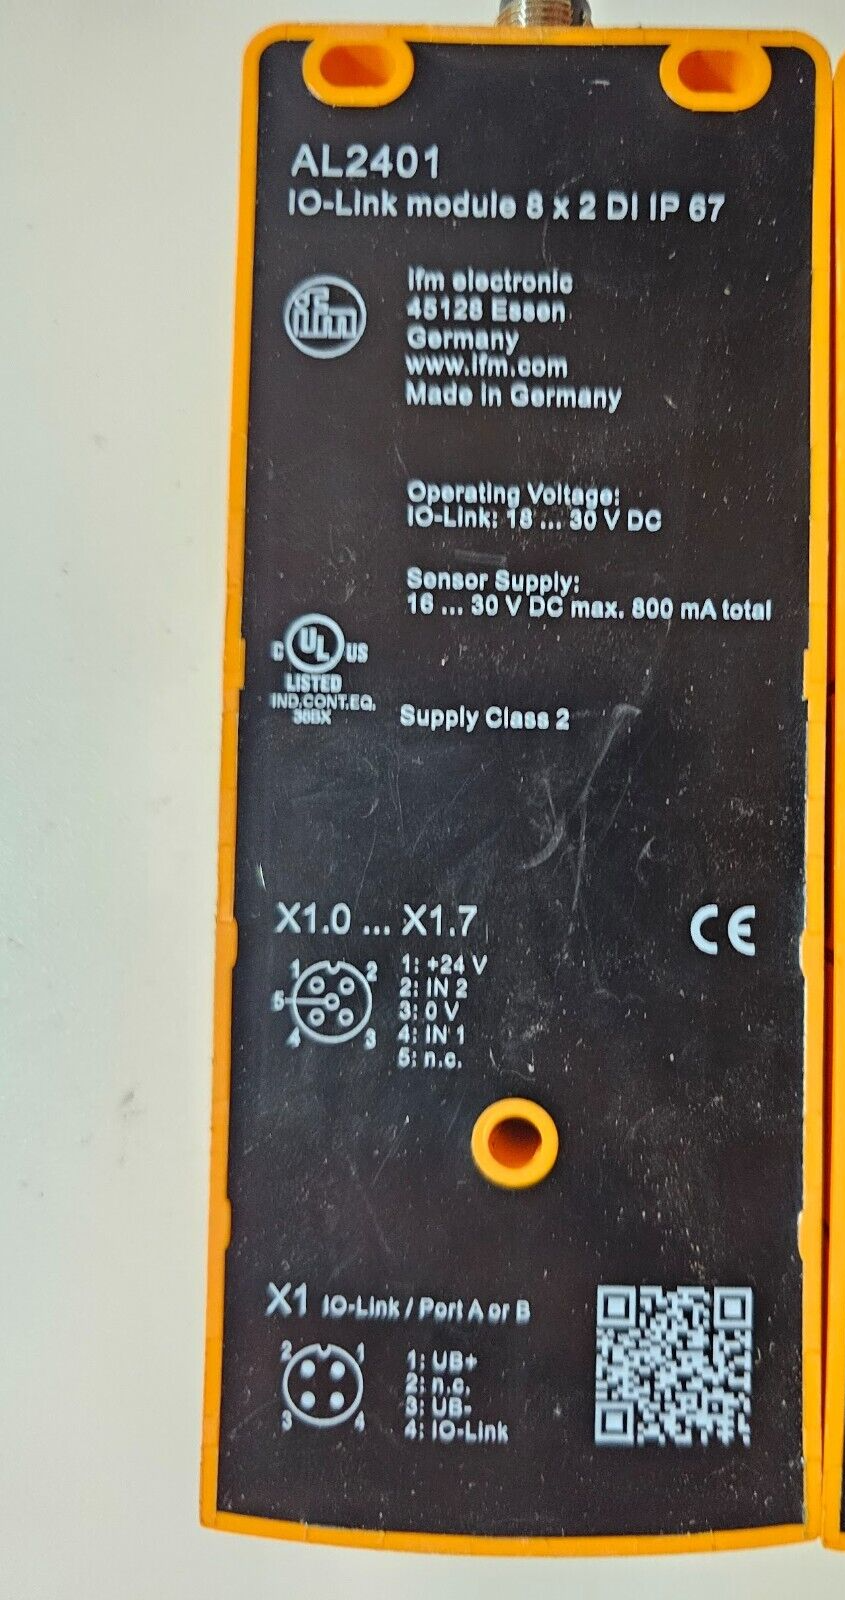 AL2401
IO-Link module 8 x 2 DI IP 67
ifm
ifm electronic
45128 Essen
Germany
www.ifm.com
Made in Germany
Operating Voltage:
IO-Link: 18 ... 30 V DC
Sensor Supply:
16 ... 30 V DC max. 800 mA total
C UL US
LISTED
IND.CONT.EQ.
38BX
Supply Class 2
X1.0 ... X1.7
CE
1 2
5
4 3
1: +24 V
2: IN 2
3: 0 V
4: IN 1
5: n.c.
X1 IO-Link / Port A or B
2 1
3 4
1: UB+
2: n.c.
3: UB-
4: IO-Link